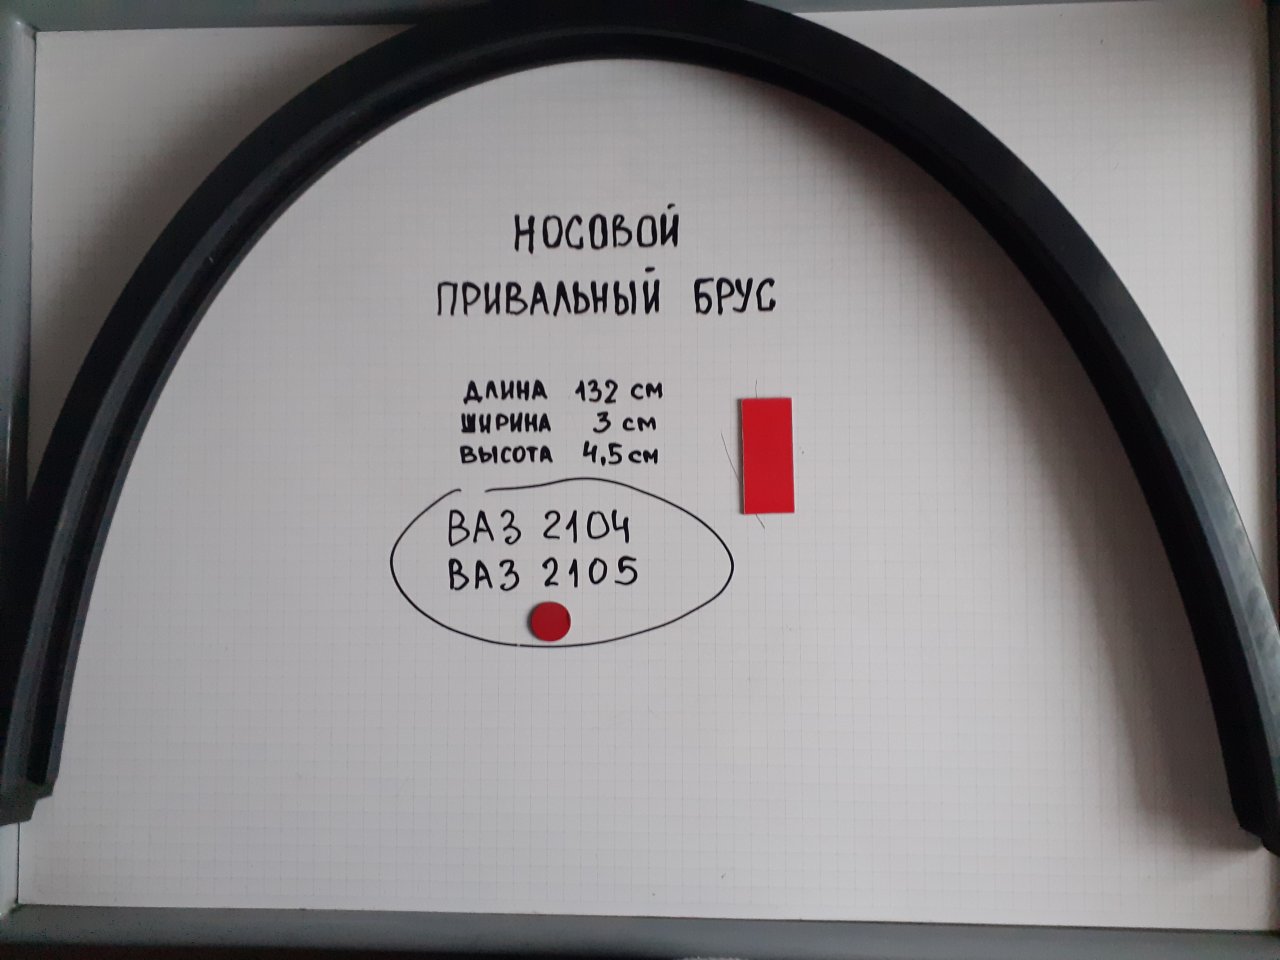 НОСОВОЙ
ПРИВАЛЬНЫЙ БРУС
ДЛИНА 132 см
ШИРИНА 3 см
ВЫСОТА 4,5 см
ВАЗ 2104
ВАЗ 2105